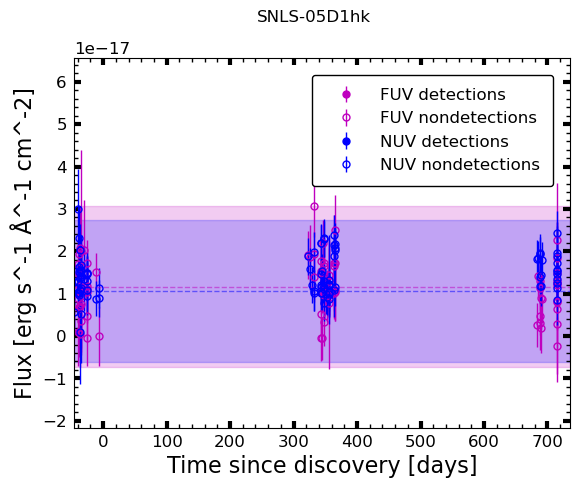 SNLS-05D1hk
1e−17
FUV detections
FUV nondetections
NUV detections
NUV nondetections
6
5
4
3
2
1
0
−1
−2
Flux [erg s^-1 Å^-1 cm^-2]
0 100 200 300 400 500 600 700
Time since discovery [days]